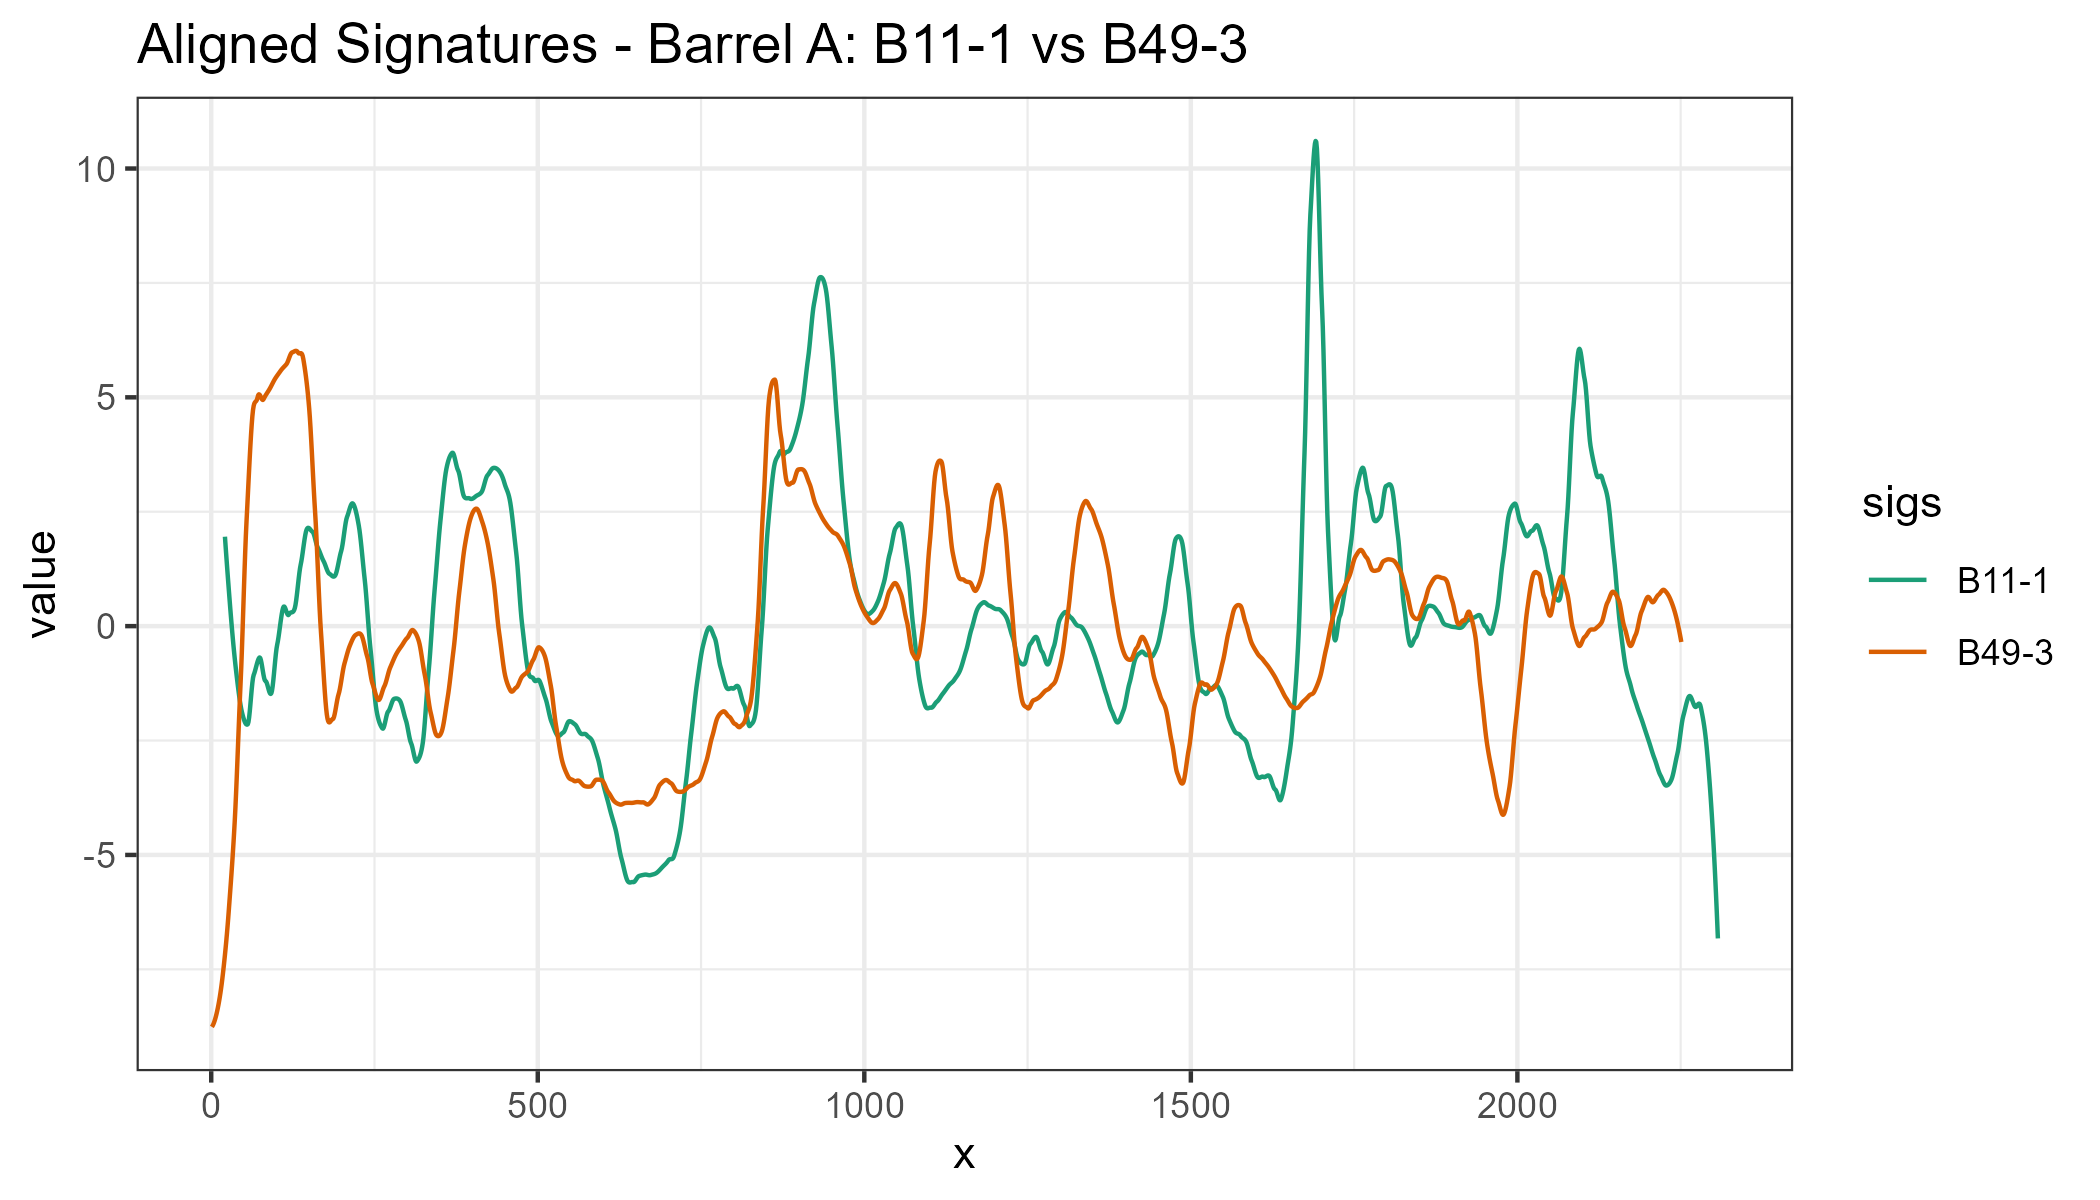 Aligned Signatures - Barrel A: B11-1 vs B49-3
value
10
5
0
-5
0 500 1000 1500 2000
x
sigs
B11-1
B49-3